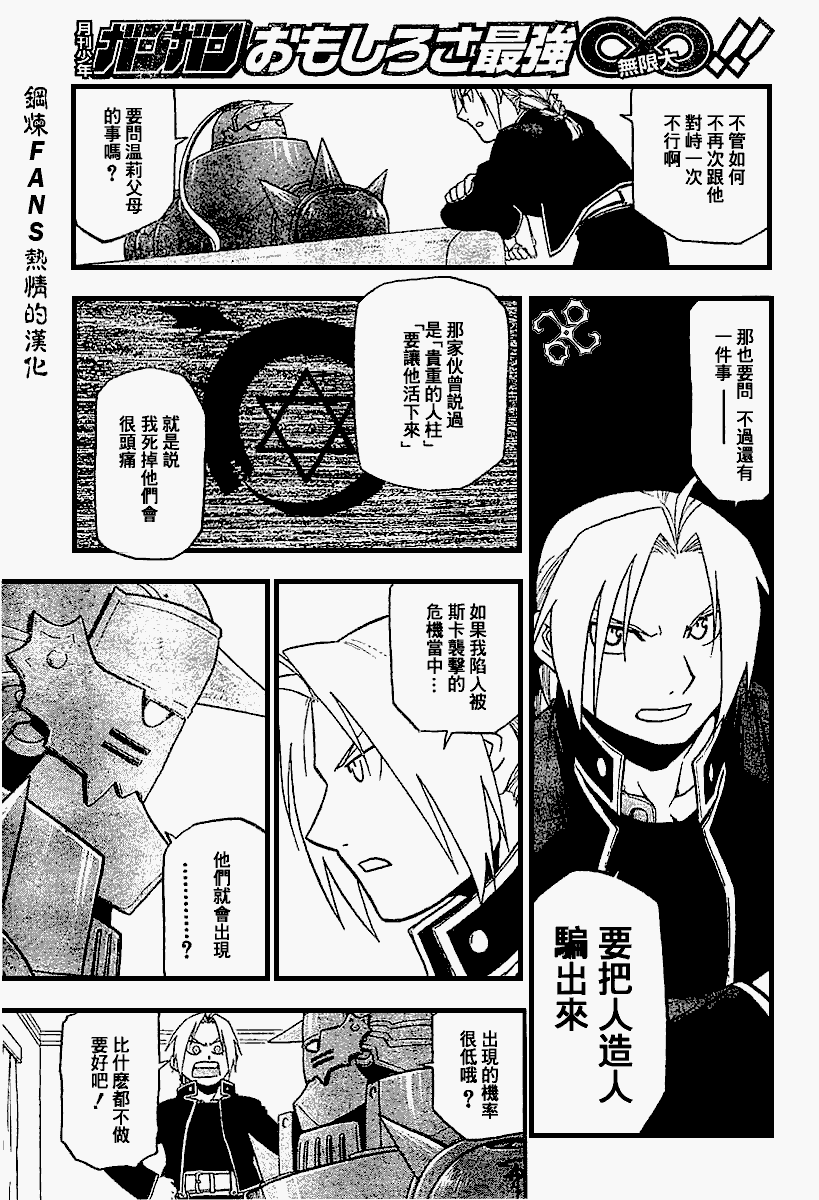 月刊少年
ガンガン
おもしろさ最強
無限大
!!
鋼煉FANS熱情的漢化
不管如何
不再次跟他
對峙一次
不行啊
要問溫莉父母
的事嗎？
那也要問 不過還有
一件事——
要把人造人
騙出來
那家伙曾說過
是「貴重的人柱」
「要讓他活下來」
就是說
我死掉他們會
很頭痛
如果我陷入被
斯卡襲擊的
危機當中…
他們就會出現
…………？
出現的機率
很低哦？
比什麽都不做
要好吧！